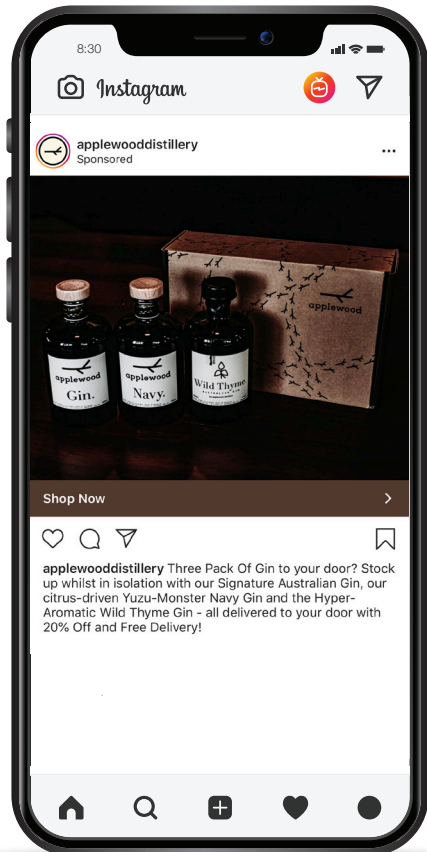 8:30
Instagram
applewooddistillery
Sponsored
applewood
applewood
Gin.
applewood
Navy.
Wild Thyme
Shop Now
applewooddistillery Three Pack Of Gin to your door? Stock
up whilst in isolation with our Signature Australian Gin, our
citrus-driven Yuzu-Monster Navy Gin and the Hyper-
Aromatic Wild Thyme Gin - all delivered to your door with
20% Off and Free Delivery!